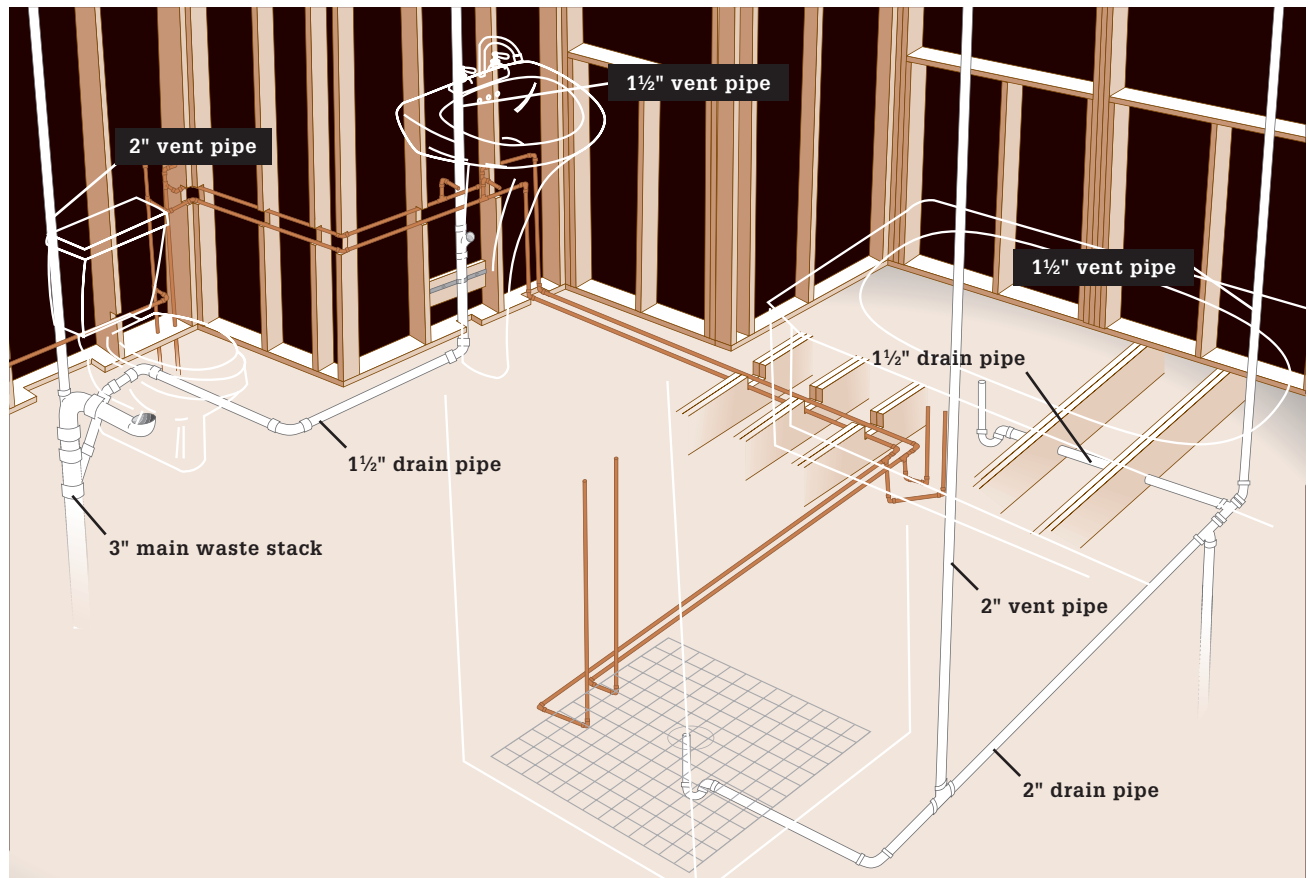 1½" vent pipe
2" vent pipe
1½" vent pipe
1½" drain pipe
1½" drain pipe
3" main waste stack
2" vent pipe
2" drain pipe